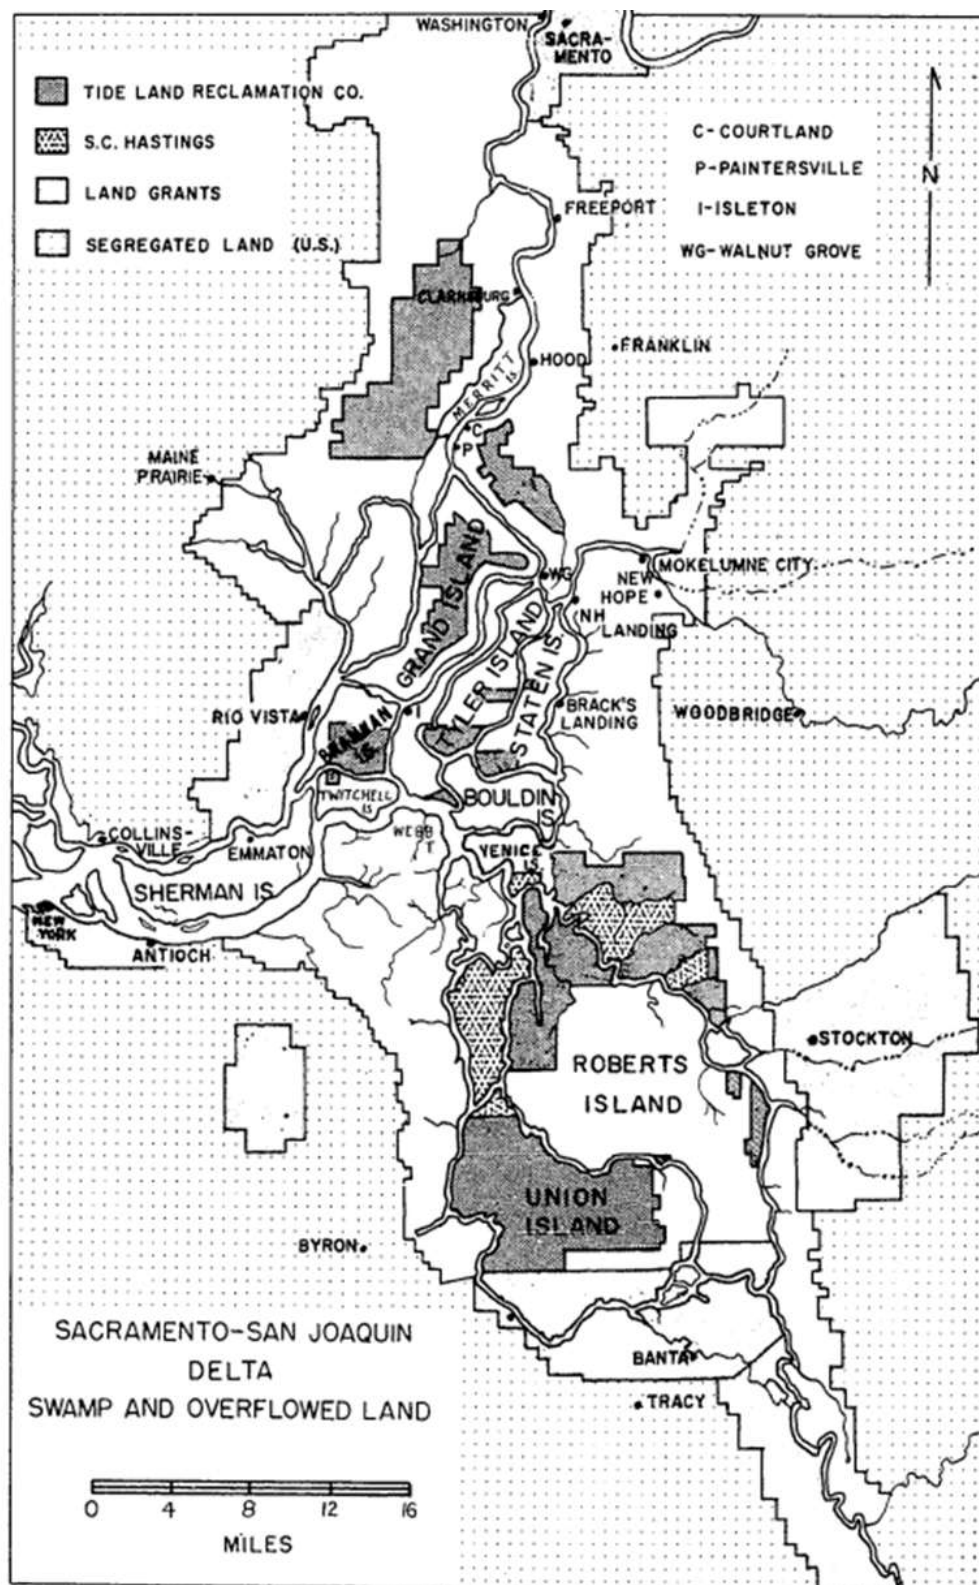 WASHINGTON
SACRA-
MENTO
TIDE LAND RECLAMATION CO.
S.C. HASTINGS
LAND GRANTS
SEGREGATED LAND (U.S.)
C-COURTLAND
P-PAINTERSVILLE
I-ISLETON
WG-WALNUT GROVE
N
FREEPORT
CLARKSBURG
HOOD
FRANKLIN
MERRITT
IS.
C
P
MAINE
PRAIRIE
GRAND ISLAND
WG
MOKELUMNE CITY
NEW
HOPE
NH
LANDING
TYLER ISLAND
STATEN IS.
RIO VISTA
I
BRACK'S
LANDING
WOODBRIDGE
BRANNAN
IS.
TWITCHELL
IS
BOULDIN
IS.
WEBB
T
VENICE
IS.
COLLINS-
VILLE
EMMATON
SHERMAN IS.
NEW
YORK
ANTIOCH
STOCKTON
ROBERTS
ISLAND
UNION
ISLAND
BYRON
BANTA
TRACY
SACRAMENTO-SAN JOAQUIN
DELTA
SWAMP AND OVERFLOWED LAND
0 4 8 12 16
MILES